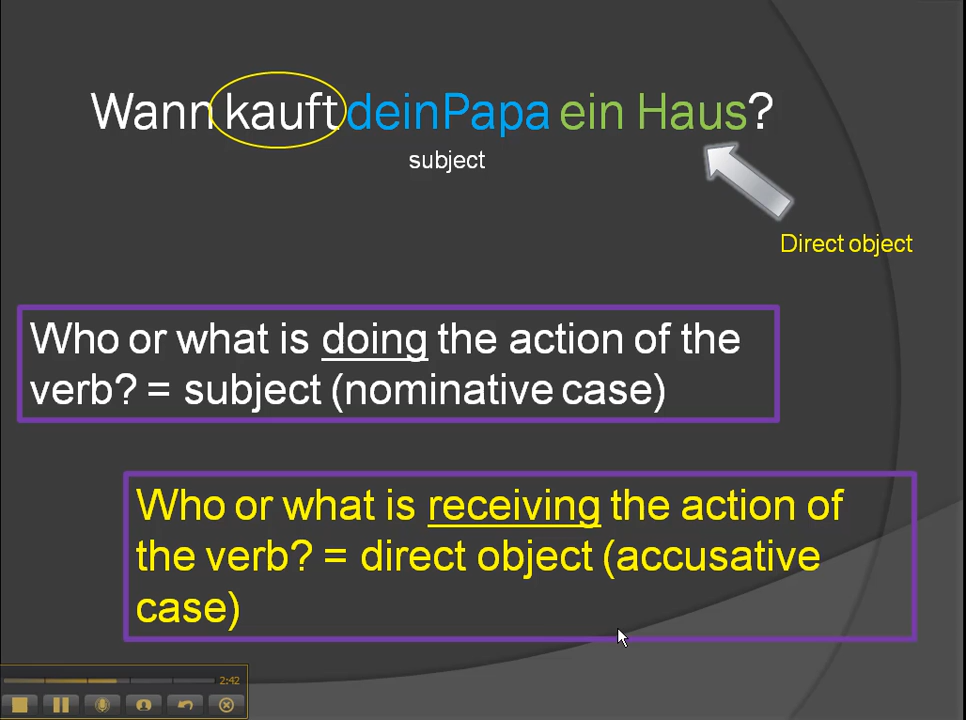 Wann kauft deinPapa ein Haus?
subject
Direct object
Who or what is doing the action of the
verb? = subject (nominative case)
Who or what is receiving the action of
the verb? = direct object (accusative
case)
2:42